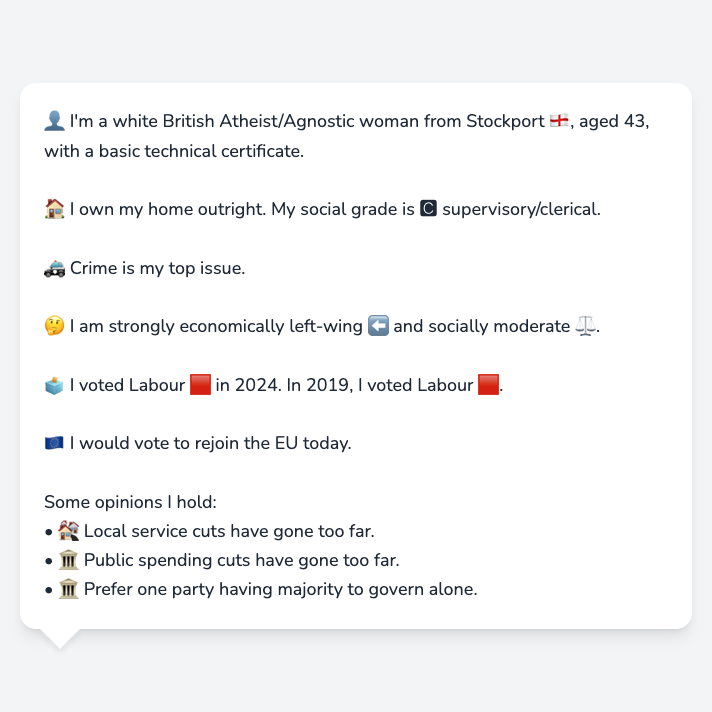 👤 I'm a white British Atheist/Agnostic woman from Stockport 🏴󠁧󠁢󠁥󠁮󠁧󠁿, aged 43,
with a basic technical certificate.
🏠 I own my home outright. My social grade is 🅲 supervisory/clerical.
🚓 Crime is my top issue.
🤔 I am strongly economically left-wing ⬅️ and socially moderate ⚖️.
🗳️ I voted Labour 🟥 in 2024. In 2019, I voted Labour 🟥.
🇪🇺 I would vote to rejoin the EU today.
Some opinions I hold:
• 🏘️ Local service cuts have gone too far.
• 🏛️ Public spending cuts have gone too far.
• 🏛️ Prefer one party having majority to govern alone.